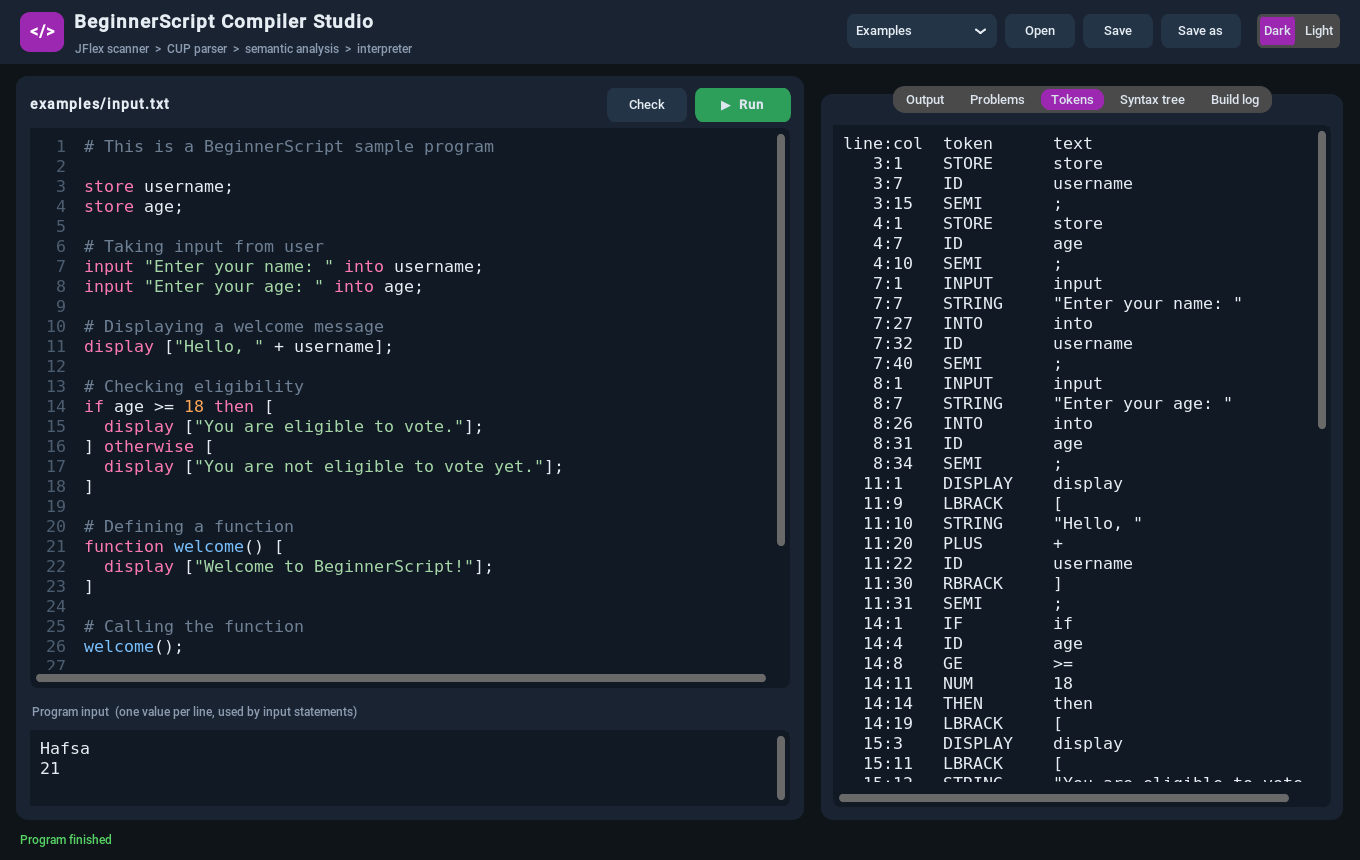 </> BeginnerScript Compiler Studio
JFlex scanner > CUP parser > semantic analysis > interpreter
Examples Open Save Save as Dark Light
examples/input.txt Check ▶ Run
1 # This is a BeginnerScript sample program
2
3 store username;
4 store age;
5
6 # Taking input from user
7 input "Enter your name: " into username;
8 input "Enter your age: " into age;
9
10 # Displaying a welcome message
11 display ["Hello, " + username];
12
13 # Checking eligibility
14 if age >= 18 then [
15   display ["You are eligible to vote."];
16 ] otherwise [
17   display ["You are not eligible to vote yet."];
18 ]
19
20 # Defining a function
21 function welcome() [
22   display ["Welcome to BeginnerScript!"];
23 ]
24
25 # Calling the function
26 welcome();
27
Program input (one value per line, used by input statements)
Hafsa
21
Program finished
Output Problems Tokens Syntax tree Build log
line:col token text
3:1 STORE store
3:7 ID username
3:15 SEMI ;
4:1 STORE store
4:7 ID age
4:10 SEMI ;
7:1 INPUT input
7:7 STRING "Enter your name: "
7:27 INTO into
7:32 ID username
7:40 SEMI ;
8:1 INPUT input
8:7 STRING "Enter your age: "
8:26 INTO into
8:31 ID age
8:34 SEMI ;
11:1 DISPLAY display
11:9 LBRACK [
11:10 STRING "Hello, "
11:20 PLUS +
11:22 ID username
11:30 RBRACK ]
11:31 SEMI ;
14:1 IF if
14:4 ID age
14:8 GE >=
14:11 NUM 18
14:14 THEN then
14:19 LBRACK [
15:3 DISPLAY display
15:11 LBRACK [
15:12 STRING "You are eligible to vote